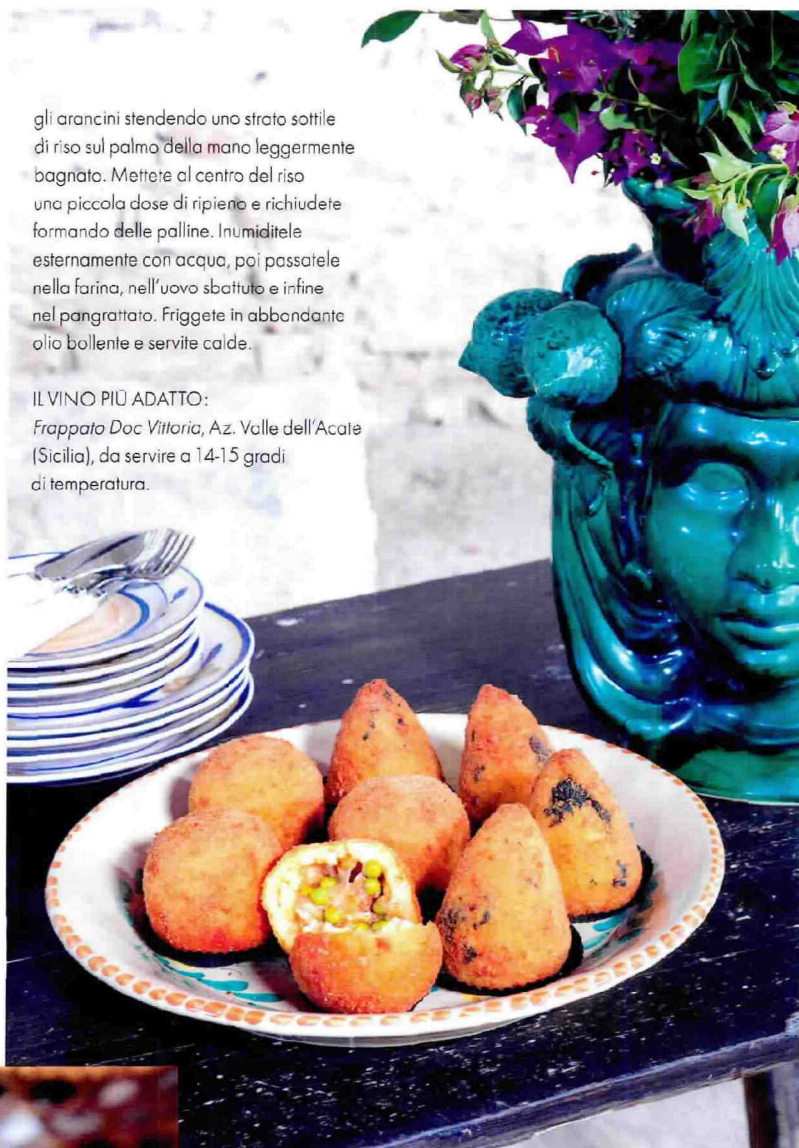 gli arancini stendendo uno strato sottile
di riso sul palmo della mano leggermente
bagnato. Mettete al centro del riso
una piccola dose di ripieno e richiudete
formando delle palline. Inumiditele
esternamente con acqua, poi passatele
nella farina, nell'uovo sbattuto e infine
nel pangrattato. Friggete in abbondante
olio bollente e servite calde.
IL VINO PIÙ ADATTO:
Frappato Doc Vittoria, Az. Valle dell'Acate
(Sicilia), da servire a 14-15 gradi
di temperatura.